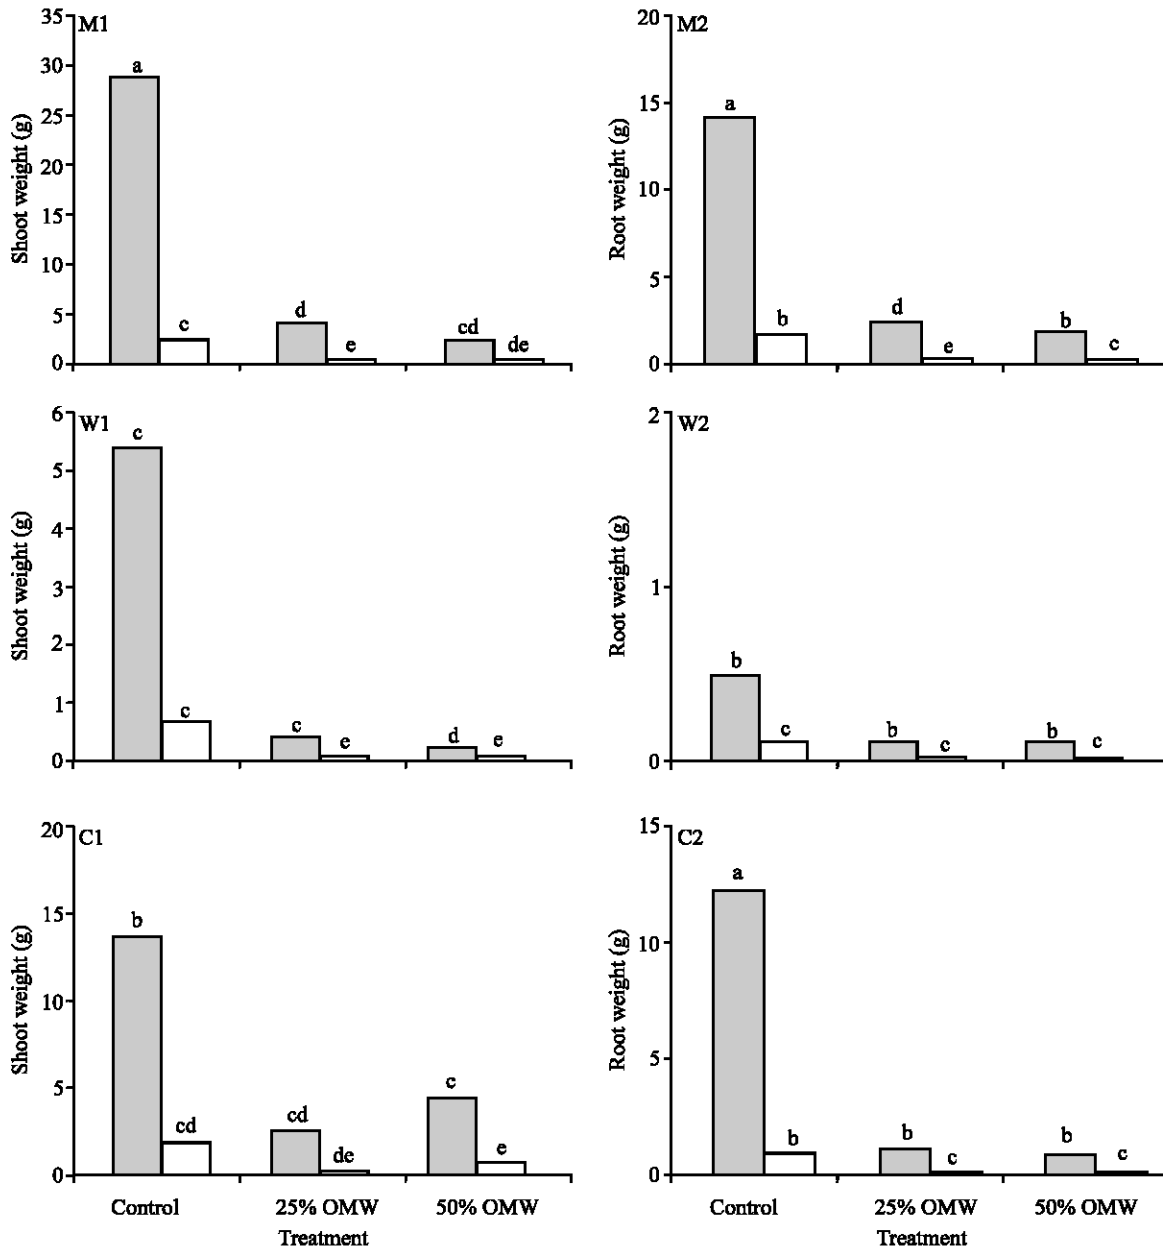 M1
Shoot weight (g)
35
30
25
20
15
10
5
0
a
c
d
e
cd
de
M2
Root weight (g)
20
15
10
5
0
a
b
d
e
b
c
W1
Shoot weight (g)
6
5
4
3
2
1
0
c
c
c
e
d
e
W2
Root weight (g)
2
1
0
b
c
b
c
b
c
C1
Shoot weight (g)
20
15
10
5
0
b
cd
cd
de
c
e
Control 25% OMW 50% OMW
Treatment
C2
Root weight (g)
15
10
5
0
a
b
b
c
b
c
Control 25% OMW 50% OMW
Treatment